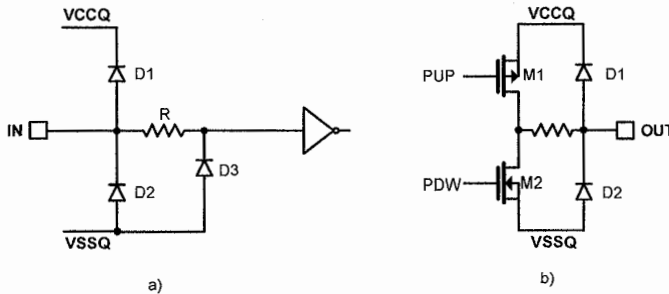 VCCQ
D1
R
IN
D2
D3
VSSQ
a)
VCCQ
PUP
M1
D1
OUT
PDW
M2
D2
VSSQ
b)